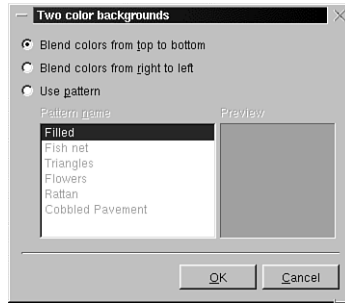 Two color backgrounds
Blend colors from top to bottom
Blend colors from right to left
Use pattern
Pattern name
Preview
Filled
Fish net
Triangles
Flowers
Rattan
Cobbled Pavement
OK
Cancel